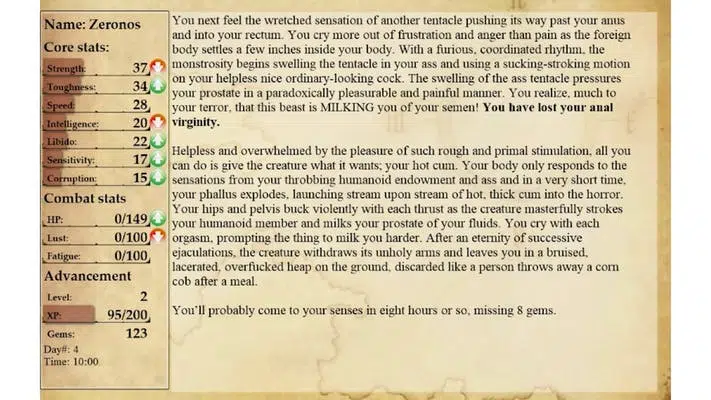 Name: Zeronos
Core stats:
Strength: 37
Toughness: 34
Speed: 28
Intelligence: 20
Libido: 22
Sensitivity: 17
Corruption: 15
Combat stats
HP: 0/149
Lust: 0/100
Fatigue: 0/100
Advancement
Level: 2
XP: 95/200
Gems: 123
Day#: 4
Time: 10:00
You next feel the wretched sensation of another tentacle pushing its way past your anus
and into your rectum. You cry more out of frustration and anger than pain as the foreign
body settles a few inches inside your body. With a furious, coordinated rhythm, the
monstrosity begins swelling the tentacle in your ass and using a sucking-stroking motion
on your helpless nice ordinary-looking cock. The swelling of the ass tentacle pressures
your prostate in a paradoxically pleasurable and painful manner. You realize, much to
your terror, that this beast is MILKING you of your semen! You have lost your anal
virginity.
Helpless and overwhelmed by the pleasure of such rough and primal stimulation, all you
can do is give the creature what it wants; your hot cum. Your body only responds to the
sensations from your throbbing humanoid endowment and ass and in a very short time,
your phallus explodes, launching stream upon stream of hot, thick cum into the horror.
Your hips and pelvis buck violently with each thrust as the creature masterfully strokes
your humanoid member and milks your prostate of your fluids. You cry with each
orgasm, prompting the thing to milk you harder. After an eternity of successive
ejaculations, the creature withdraws its unholy arms and leaves you in a bruised,
lacerated, overfucked heap on the ground, discarded like a person throws away a corn
cob after a meal.
You'll probably come to your senses in eight hours or so, missing 8 gems.